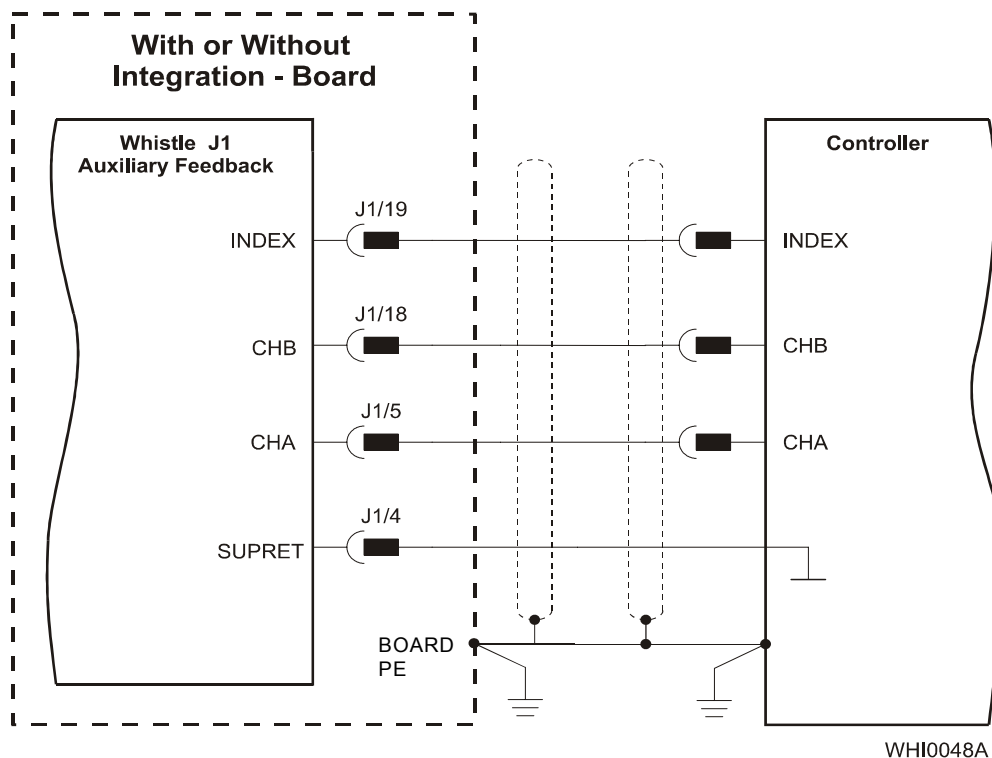 With or Without
Integration - Board
Whistle J1
Auxiliary Feedback
Controller
J1/19
INDEX
INDEX
J1/18
CHB
CHB
J1/5
CHA
CHA
J1/4
SUPRET
BOARD
PE
WHI0048A